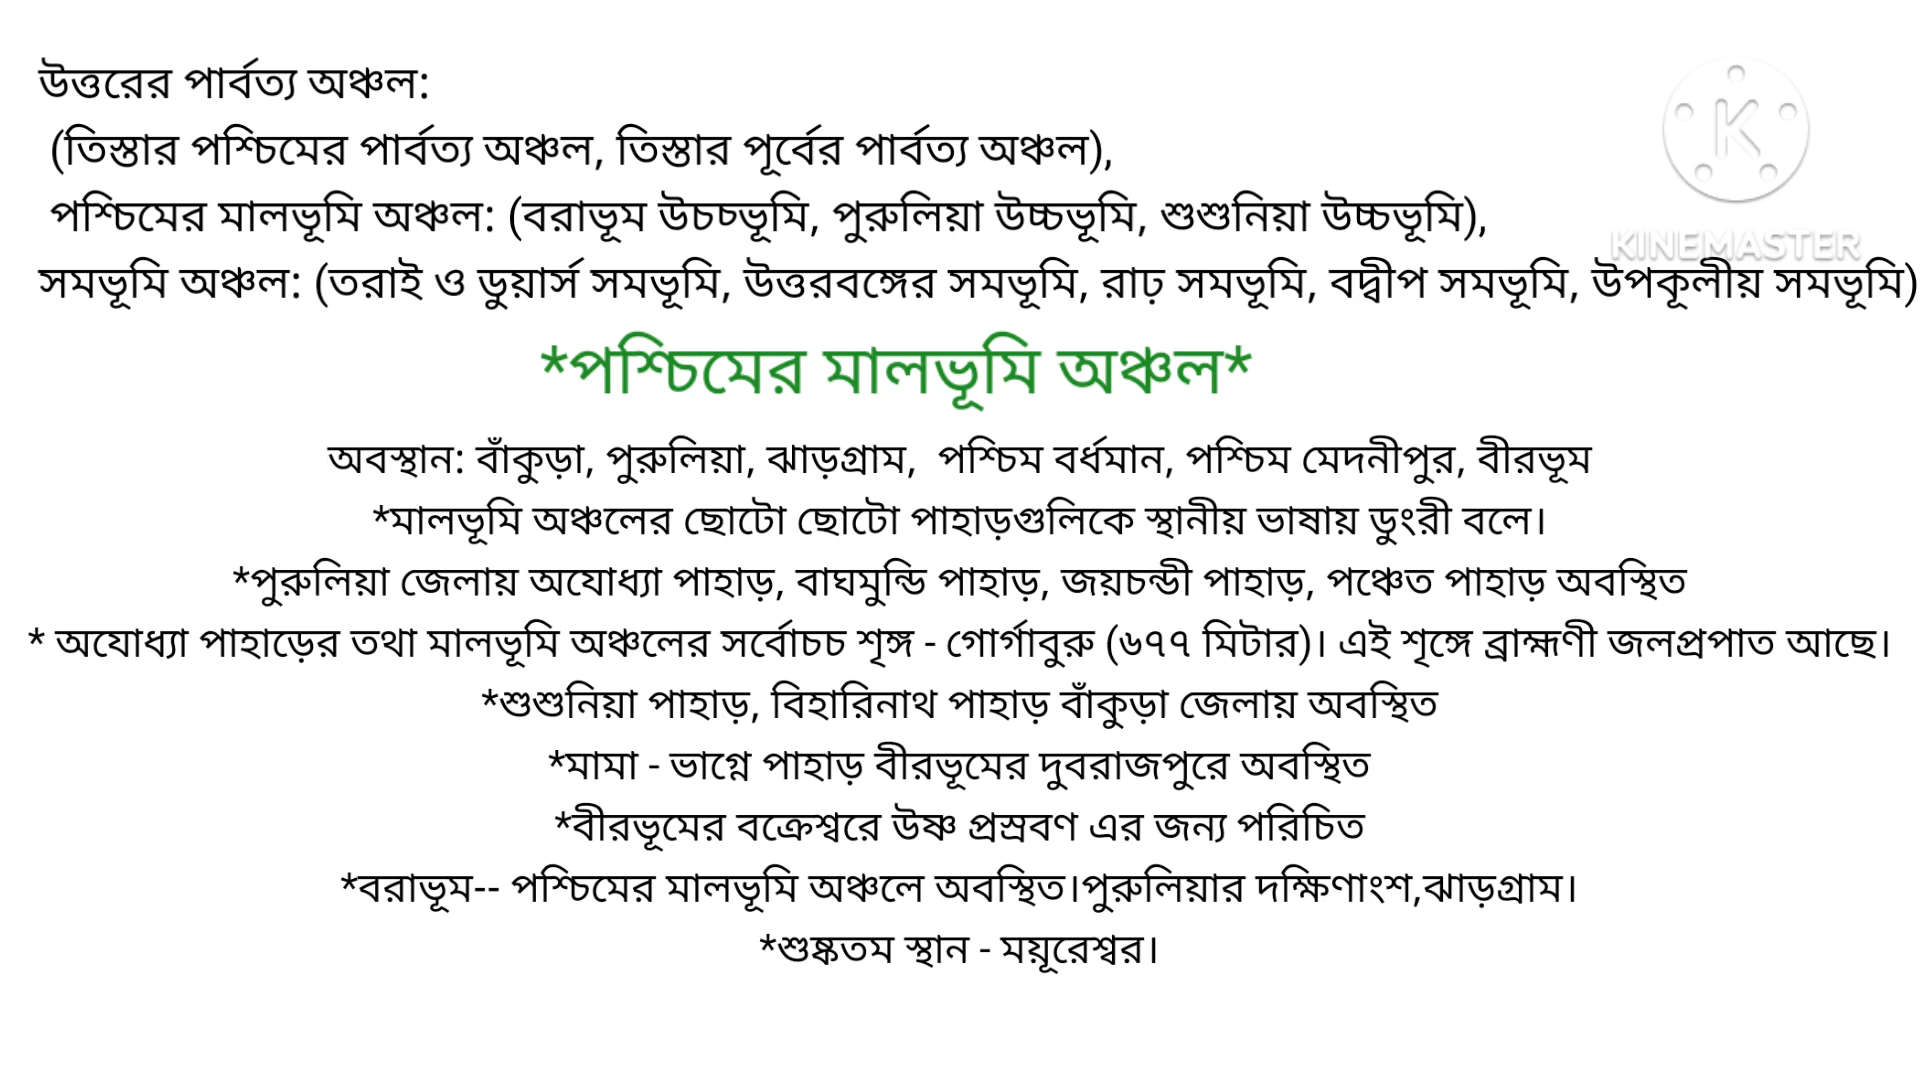 উত্তরের পার্বত্য অঞ্চল:
(তিস্তার পশ্চিমের পার্বত্য অঞ্চল, তিস্তার পূর্বের পার্বত্য অঞ্চল),
পশ্চিমের মালভূমি অঞ্চল: (বরাভূম উচচ্ভূমি, পুরুলিয়া উচ্চভূমি, শুশুনিয়া উচ্চভূমি),
সমভূমি অঞ্চল: (তরাই ও ডুয়ার্স সমভূমি, উত্তরবঙ্গের সমভূমি, রাঢ় সমভূমি, বদ্বীপ সমভূমি, উপকূলীয় সমভূমি)
KINEMASTER
*পশ্চিমের মালভূমি অঞ্চল*
অবস্থান: বাঁকুড়া, পুরুলিয়া, ঝাড়গ্রাম, পশ্চিম বর্ধমান, পশ্চিম মেদনীপুর, বীরভূম
*মালভূমি অঞ্চলের ছোটো ছোটো পাহাড়গুলিকে স্থানীয় ভাষায় ডুংরী বলে।
*পুরুলিয়া জেলায় অযোধ্যা পাহাড়, বাঘমুন্ডি পাহাড়, জয়চন্ডী পাহাড়, পঞ্চেত পাহাড় অবস্থিত
* অযোধ্যা পাহাড়ের তথা মালভূমি অঞ্চলের সর্বোচচ শৃঙ্গ - গোর্গাবুরু (৬৭৭ মিটার)। এই শৃঙ্গে ব্রাহ্মণী জলপ্রপাত আছে।
*শুশুনিয়া পাহাড়, বিহারিনাথ পাহাড় বাঁকুড়া জেলায় অবস্থিত
*মামা - ভাগ্নে পাহাড় বীরভূমের দুবরাজপুরে অবস্থিত
*বীরভূমের বক্রেশ্বরে উষ্ণ প্রস্রবণ এর জন্য পরিচিত
*বরাভূম-- পশ্চিমের মালভূমি অঞ্চলে অবস্থিত।পুরুলিয়ার দক্ষিণাংশ,ঝাড়গ্রাম।
*শুষ্কতম স্থান - ময়ূরেশ্বর।